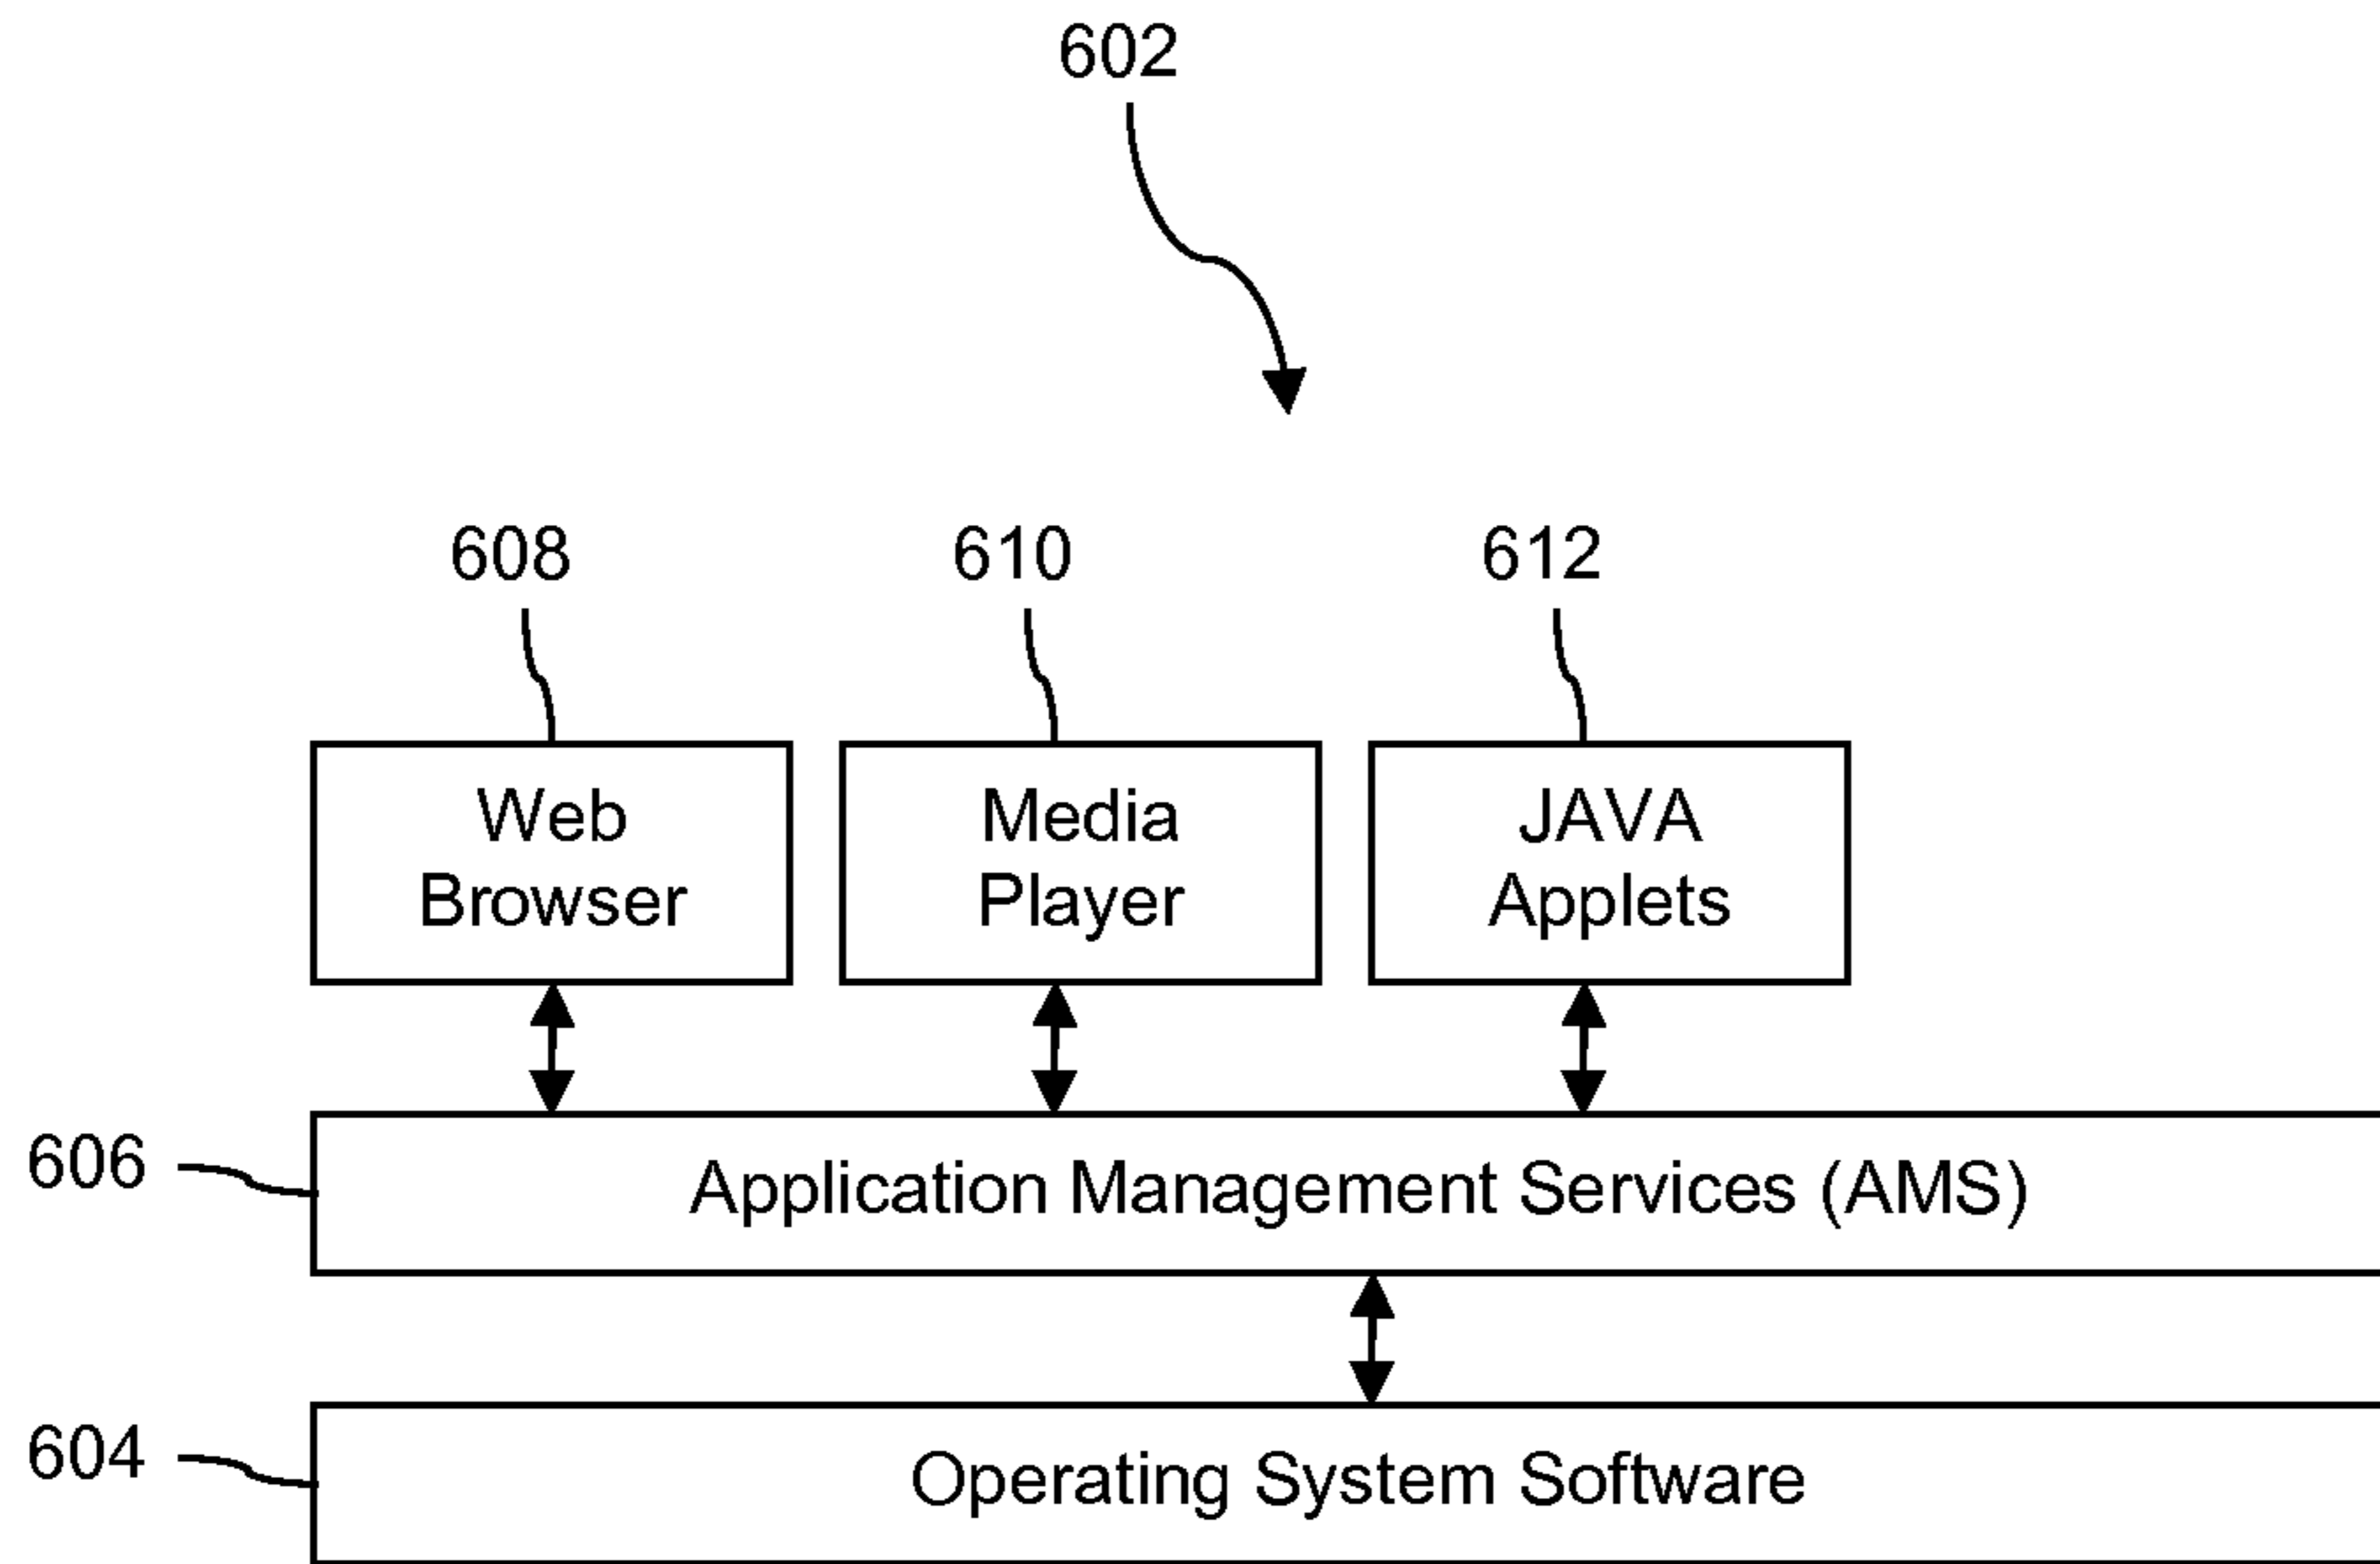 602
608
610
612
Web
Browser
Media
Player
JAVA
Applets
606
Application Management Services (AMS)
604
Operating System Software